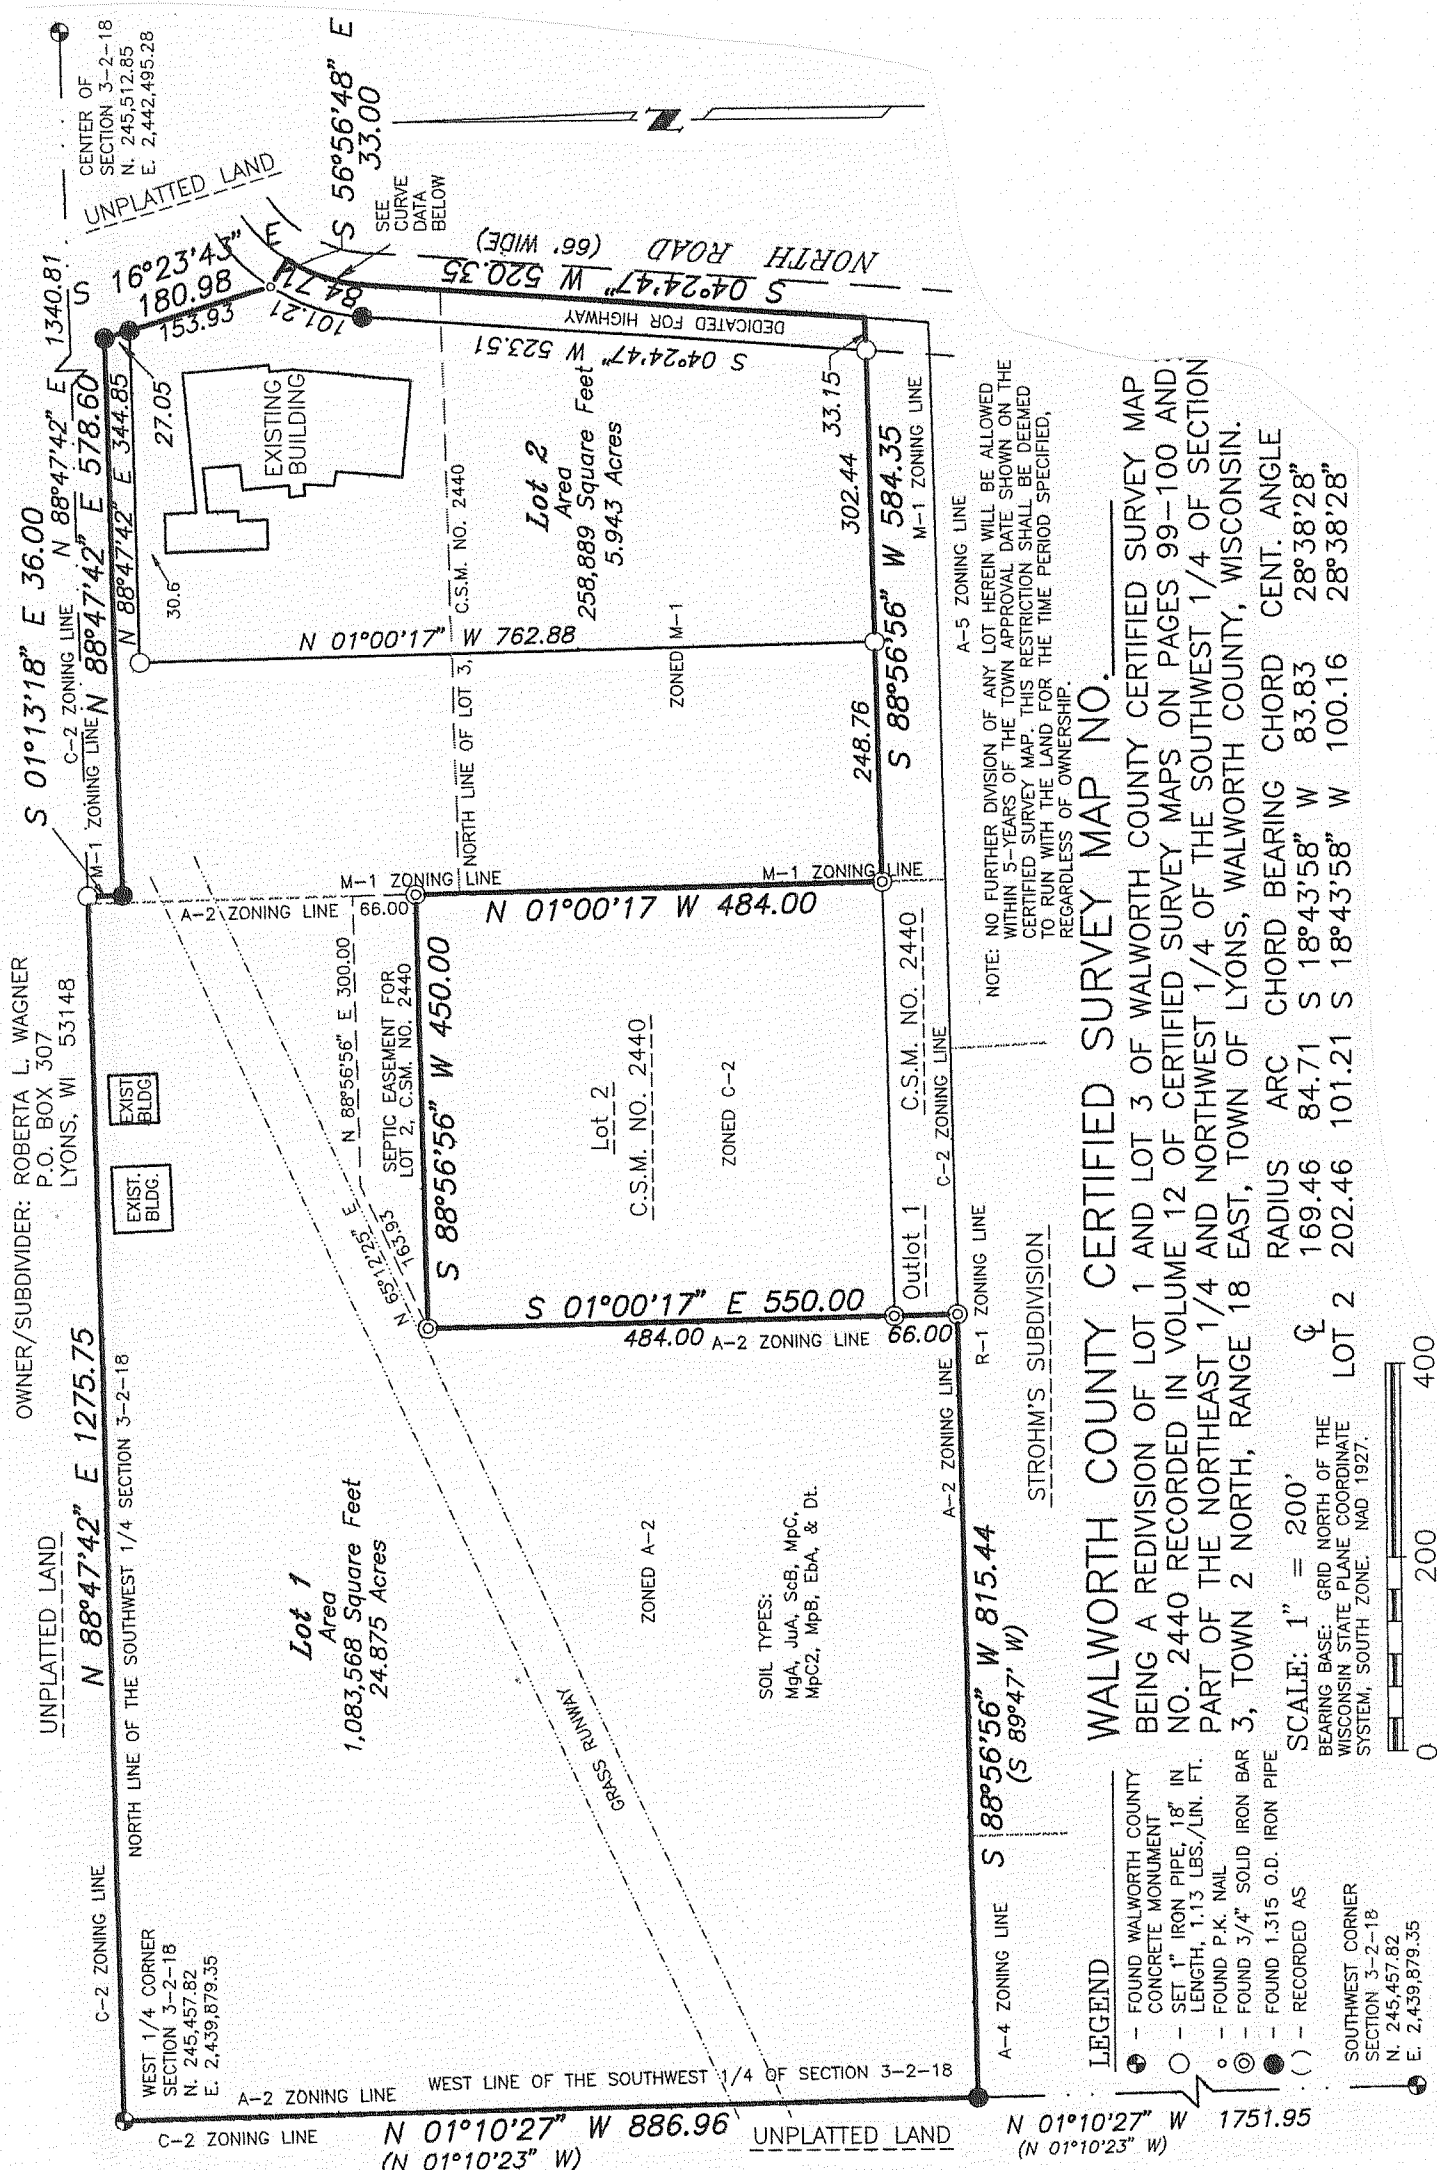 OWNER/SUBDIVIDER: ROBERTA L. WAGNER
P.O. BOX 307
LYONS, WI 53148
UNPLATTED LAND
N 88°47'42" E 1275.75
NORTH LINE OF THE SOUTHWEST 1/4 SECTION 3-2-18
C-2 ZONING LINE
WEST 1/4 CORNER
SECTION 3-2-18
N. 245,457.82
E. 2,439,879.35
A-2 ZONING LINE
C-2 ZONING LINE
WEST LINE OF THE SOUTHWEST 1/4 OF SECTION 3-2-18
N 01°10'27" W 886.96
(N 01°10'23" W)
UNPLATTED LAND
N 01°10'27" W 1751.95
(N 01°10'23" W)
S 01°13'18" E 36.00
C-2 ZONING LINE
M-1 ZONING LINE
N 88°47'42" E 1340.81
N 88°47'42" E 578.60
N 88°47'42" E 344.85
CENTER OF
SECTION 3-2-18
N. 245,512.85
E. 2,442,495.28
UNPLATTED LAND
S 16°23'43" E
180.98
153.93
27.05
S 56°56'48" E
33.00
SEE
CURVE
DATA
BELOW
84.71
101.21
NORTH ROAD (66' WIDE)
S 04°24'47" W 520.35
DEDICATED FOR HIGHWAY
S 04°24'47" W 523.51
EXISTING
BUILDING
30.6
Lot 2
Area
258,889 Square Feet
5.943 Acres
N 01°00'17" W 762.88
NORTH LINE OF LOT 3, C.S.M. NO. 2440
ZONED M-1
302.44
33.15
248.76
S 88°56'56" W 584.35
M-1 ZONING LINE
A-5 ZONING LINE
EXIST
BLDG
EXIST.
BLDG.
A-2 ZONING LINE
M-1 ZONING LINE
M-1 ZONING LINE
66.00
N 01°00'17 W 484.00
N 88°56'56" E 300.00
SEPTIC EASEMENT FOR
LOT 2, C.SM. NO. 2440
N 65°12'25" E
163.93
S 88°56'56" W 450.00
Lot 2
C.S.M. NO. 2440
ZONED C-2
S 01°00'17" E 550.00
484.00
A-2 ZONING LINE
66.00
Outlot 1
C.S.M. NO. 2440
C-2 ZONING LINE
R-1 ZONING LINE
Lot 1
Area
1,083,568 Square Feet
24.875 Acres
GRASS RUNWAY
ZONED A-2
SOIL TYPES:
MgA, JuA, ScB, MpC,
MpC2, MpB, EbA, & Dt.
A-2 ZONING LINE
S 88°56'56" W 815.44
(S 89°47' W)
A-4 ZONING LINE
STROHM'S SUBDIVISION
NOTE: NO FURTHER DIVISION OF ANY LOT HEREIN WILL BE ALLOWED
WITHIN 5-YEARS OF THE TOWN APPROVAL DATE SHOWN ON THE
CERTIFIED SURVEY MAP. THIS RESTRICTION SHALL BE DEEMED
TO RUN WITH THE LAND FOR THE TIME PERIOD SPECIFIED,
REGARDLESS OF OWNERSHIP.
WALWORTH COUNTY CERTIFIED SURVEY MAP NO.
BEING A REDIVISION OF LOT 1 AND LOT 3 OF WALWORTH COUNTY CERTIFIED SURVEY MAP
NO. 2440 RECORDED IN VOLUME 12 OF CERTIFIED SURVEY MAPS ON PAGES 99-100 AND
PART OF THE NORTHEAST 1/4 AND NORTHWEST 1/4 OF THE SOUTHWEST 1/4 OF SECTION
3, TOWN 2 NORTH, RANGE 18 EAST, TOWN OF LYONS, WALWORTH COUNTY, WISCONSIN.
RADIUS ARC CHORD BEARING CHORD CENT. ANGLE
℄ 169.46 84.71 S 18°43'58" W 83.83 28°38'28"
LOT 2 202.46 101.21 S 18°43'58" W 100.16 28°38'28"
LEGEND
- FOUND WALWORTH COUNTY
CONCRETE MONUMENT
- SET 1" IRON PIPE, 18" IN
LENGTH, 1.13 LBS./LIN. FT.
- FOUND P.K. NAIL
- FOUND 3/4" SOLID IRON BAR
- FOUND 1.315 O.D. IRON PIPE
( ) - RECORDED AS
SCALE: 1" = 200'
BEARING BASE: GRID NORTH OF THE
WISCONSIN STATE PLANE COORDINATE
SYSTEM, SOUTH ZONE. NAD 1927.
0 200 400
SOUTHWEST CORNER
SECTION 3-2-18
N. 245,457.82
E. 2,439,879.35
N